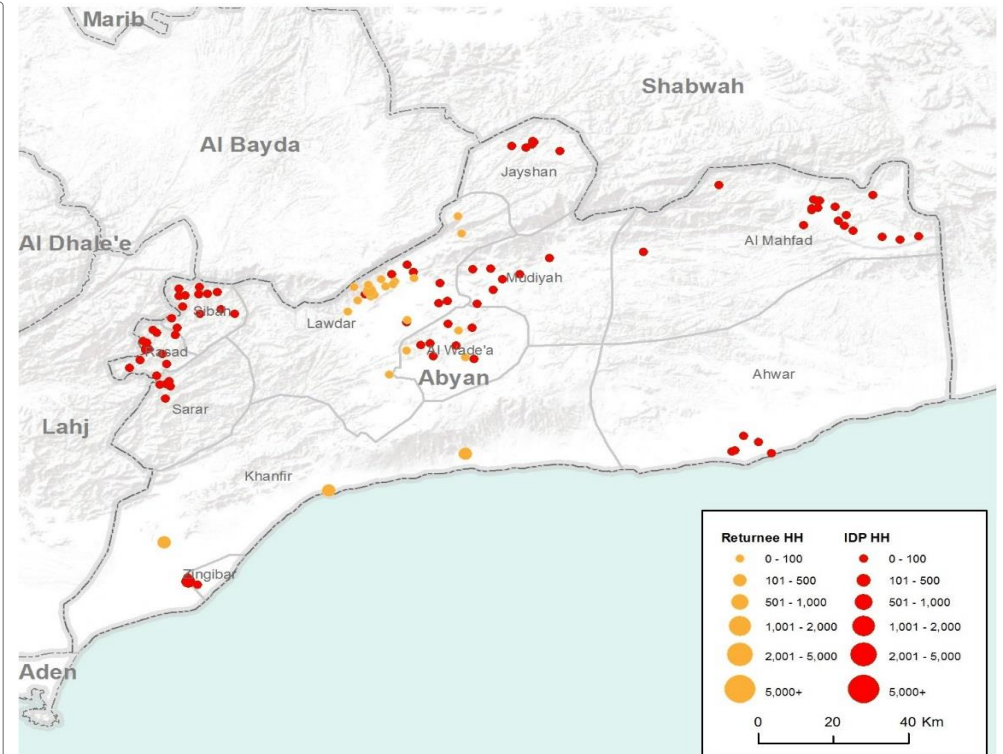 Marib
Shabwah
Al Bayda
Jayshan
Al Dhale'e
Al Mahfad
Mudiyah
Sibah
Lawdar
Rasad
Al Wade'a
Abyan
Ahwar
Sarar
Lahj
Khanfir
Zingibar
Aden
Returnee HH IDP HH
0 - 100 0 - 100
101 - 500 101 - 500
501 - 1,000 501 - 1,000
1,001 - 2,000 1,001 - 2,000
2,001 - 5,000 2,001 - 5,000
5,000+ 5,000+
0 20 40 Km